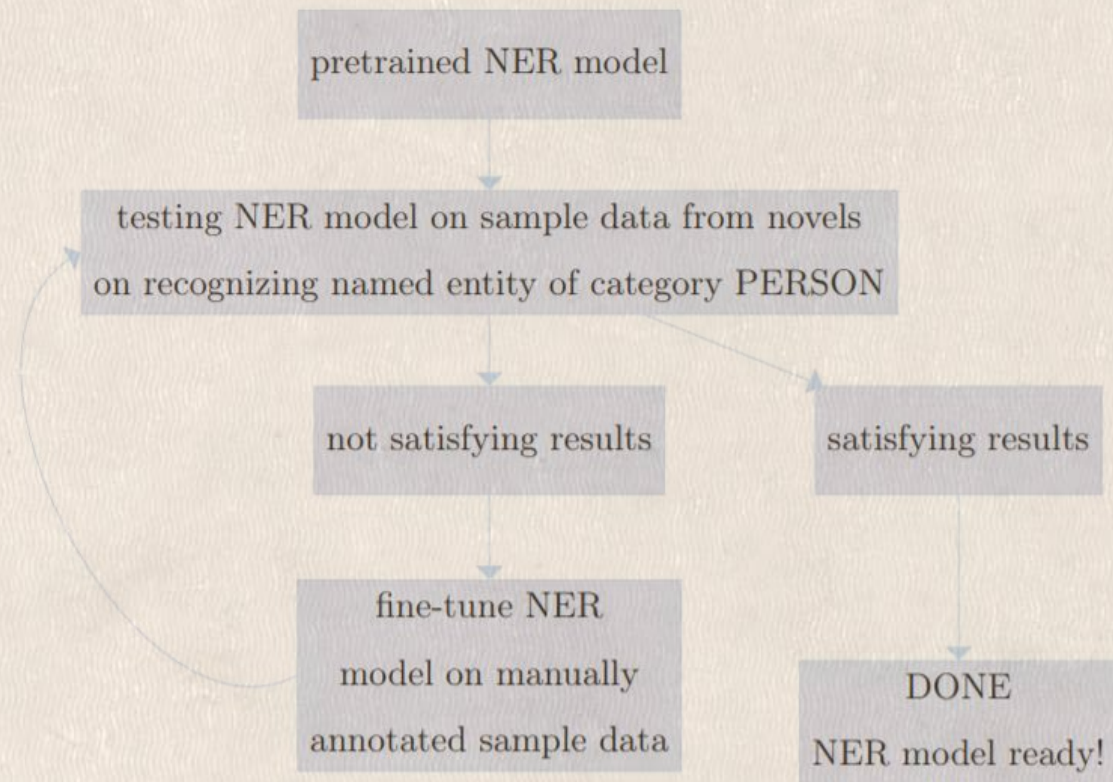 pretrained NER model
testing NER model on sample data from novels
on recognizing named entity of category PERSON
not satisfying results
satisfying results
fine-tune NER
model on manually
annotated sample data
DONE
NER model ready!